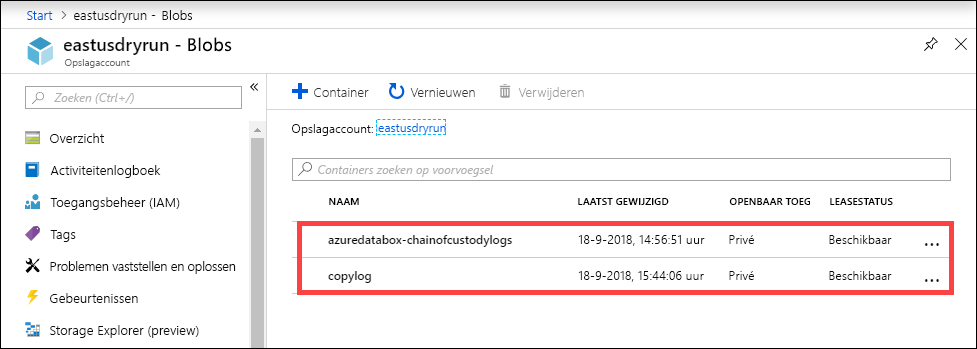 Start > eastusdryrun - Blobs
eastusdryrun - Blobs
Opslagaccount
Zoeken (Ctrl+/)
Overzicht
Activiteitenlogboek
Toegangsbeheer (IAM)
Tags
Problemen vaststellen en oplossen
Gebeurtenissen
Storage Explorer (preview)
Container Vernieuwen Verwijderen
Opslagaccount: eastusdryrun
Containers zoeken op voorvoegsel
NAAM LAATST GEWIJZIGD OPENBAAR TOEG LEASESTATUS
azuredatabox-chainofcustodylogs 18-9-2018, 14:56:51 uur Privé Beschikbaar ...
copylog 18-9-2018, 15:44:06 uur Privé Beschikbaar ...